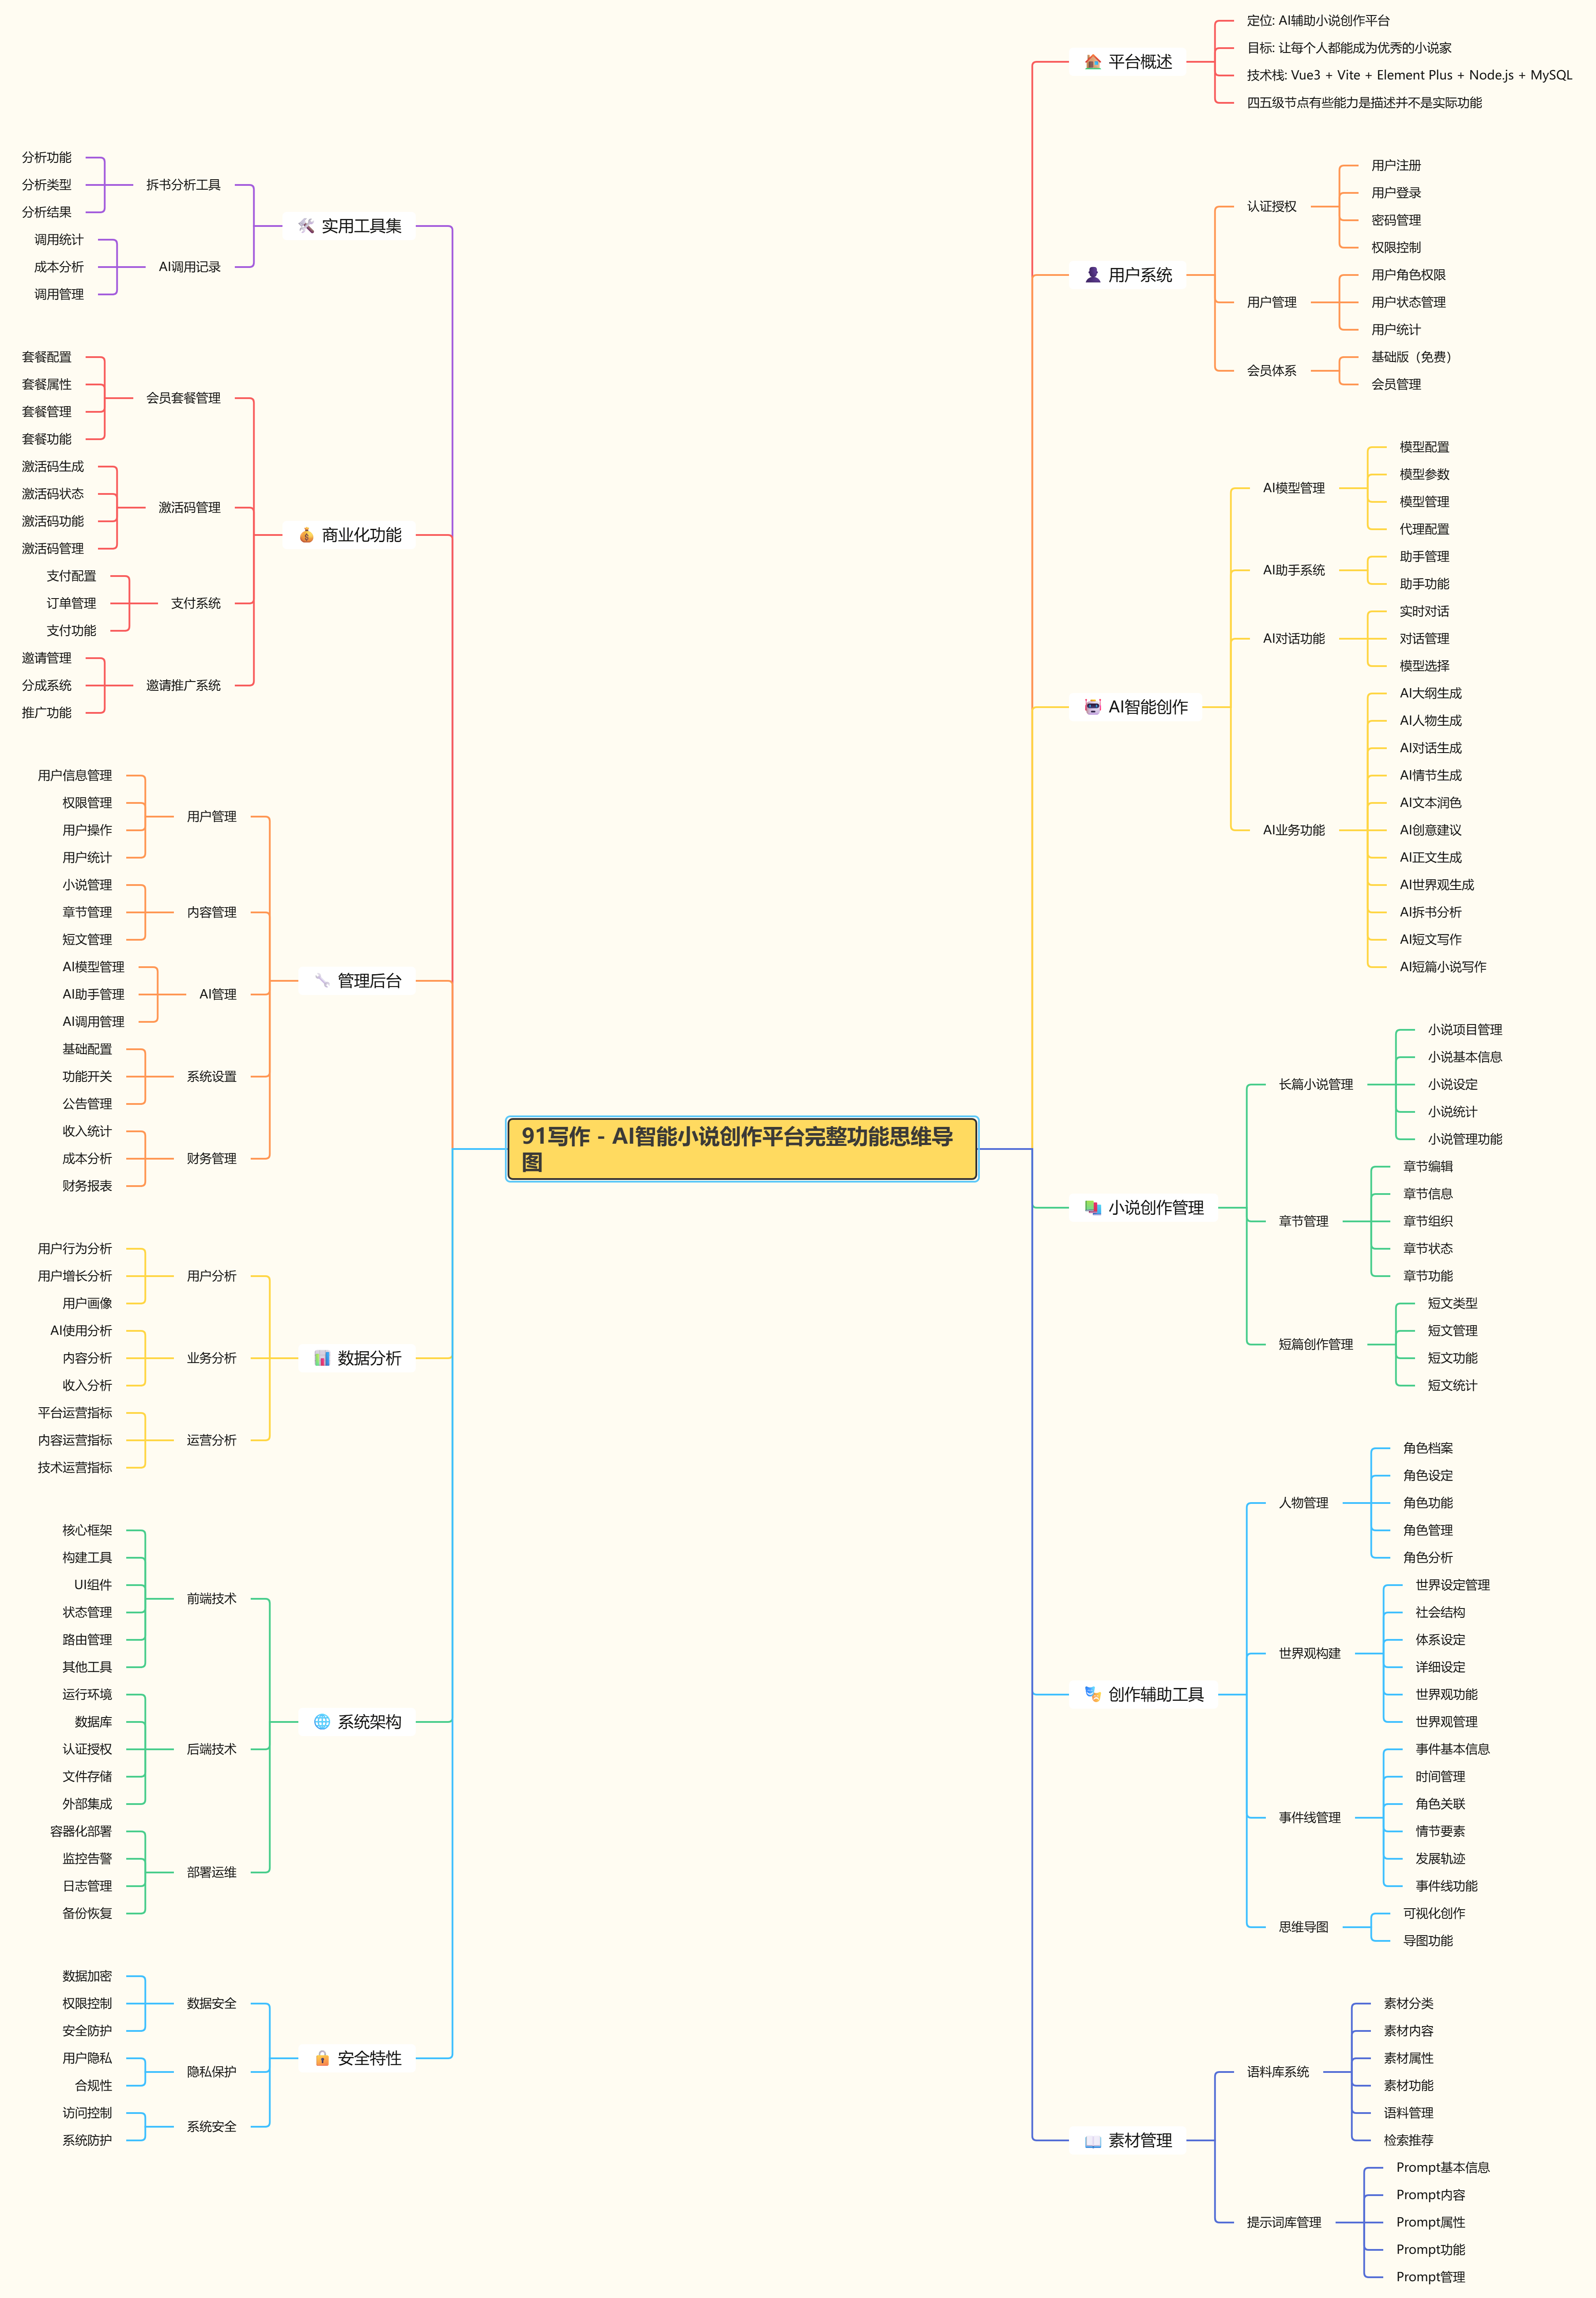 91写作 - AI智能小说创作平台完整功能思维导
图
🏠 平台概述
定位: AI辅助小说创作平台
目标: 让每个人都能成为优秀的小说家
技术栈: Vue3 + Vite + Element Plus + Node.js + MySQL
四五级节点有些能力是描述并不是实际功能
👤 用户系统
认证授权
用户注册
用户登录
密码管理
权限控制
用户管理
用户角色权限
用户状态管理
用户统计
会员体系
基础版（免费）
会员管理
🤖 AI智能创作
AI模型管理
模型配置
模型参数
模型管理
代理配置
AI助手系统
助手管理
助手功能
AI对话功能
实时对话
对话管理
模型选择
AI业务功能
AI大纲生成
AI人物生成
AI对话生成
AI情节生成
AI文本润色
AI创意建议
AI正文生成
AI世界观生成
AI拆书分析
AI短文写作
AI短篇小说写作
📚 小说创作管理
长篇小说管理
小说项目管理
小说基本信息
小说设定
小说统计
小说管理功能
章节管理
章节编辑
章节信息
章节组织
章节状态
章节功能
短篇创作管理
短文类型
短文管理
短文功能
短文统计
🎭 创作辅助工具
人物管理
角色档案
角色设定
角色功能
角色管理
角色分析
世界观构建
世界设定管理
社会结构
体系设定
详细设定
世界观功能
世界观管理
事件线管理
事件基本信息
时间管理
角色关联
情节要素
发展轨迹
事件线功能
思维导图
可视化创作
导图功能
📖 素材管理
语料库系统
素材分类
素材内容
素材属性
素材功能
语料管理
检索推荐
提示词库管理
Prompt基本信息
Prompt内容
Prompt属性
Prompt功能
Prompt管理
🛠 实用工具集
拆书分析工具
分析功能
分析类型
分析结果
AI调用记录
调用统计
成本分析
调用管理
💰 商业化功能
会员套餐管理
套餐配置
套餐属性
套餐管理
套餐功能
激活码管理
激活码生成
激活码状态
激活码功能
激活码管理
支付系统
支付配置
订单管理
支付功能
邀请推广系统
邀请管理
分成系统
推广功能
🔧 管理后台
用户管理
用户信息管理
权限管理
用户操作
用户统计
内容管理
小说管理
章节管理
短文管理
AI管理
AI模型管理
AI助手管理
AI调用管理
系统设置
基础配置
功能开关
公告管理
财务管理
收入统计
成本分析
财务报表
📊 数据分析
用户分析
用户行为分析
用户增长分析
用户画像
业务分析
AI使用分析
内容分析
收入分析
运营分析
平台运营指标
内容运营指标
技术运营指标
🌐 系统架构
前端技术
核心框架
构建工具
UI组件
状态管理
路由管理
其他工具
后端技术
运行环境
数据库
认证授权
文件存储
外部集成
部署运维
容器化部署
监控告警
日志管理
备份恢复
🔒 安全特性
数据安全
数据加密
权限控制
安全防护
隐私保护
用户隐私
合规性
系统安全
访问控制
系统防护